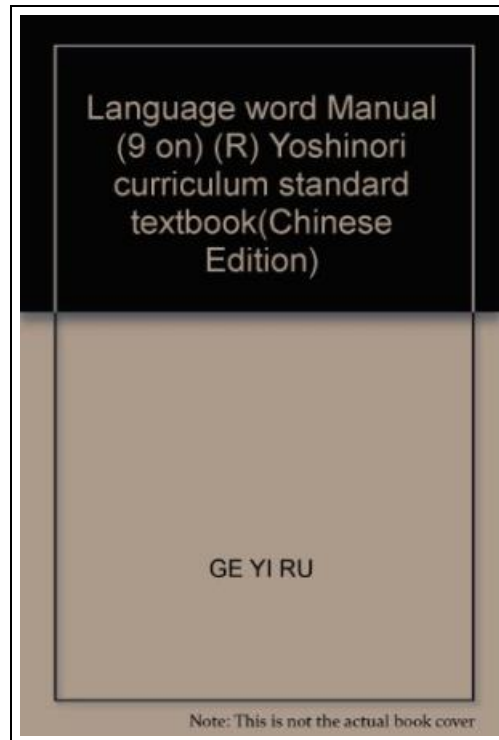 Language word Manual
(9 on) (R) Yoshinori
curriculum standard
textbook(Chinese
Edition)
GE YI RU
Note: This is not the actual book cover